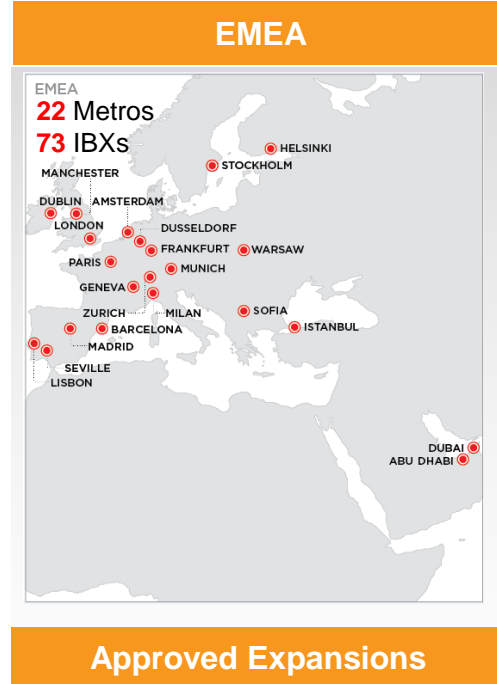 EMEA
EMEA
22 Metros
73 IBXs
HELSINKI
STOCKHOLM
MANCHESTER
DUBLIN
AMSTERDAM
LONDON
DUSSELDORF
FRANKFURT
WARSAW
PARIS
MUNICH
GENEVA
ZURICH
MILAN
SOFIA
ISTANBUL
BARCELONA
MADRID
SEVILLE
LISBON
DUBAI
ABU DHABI
Approved Expansions